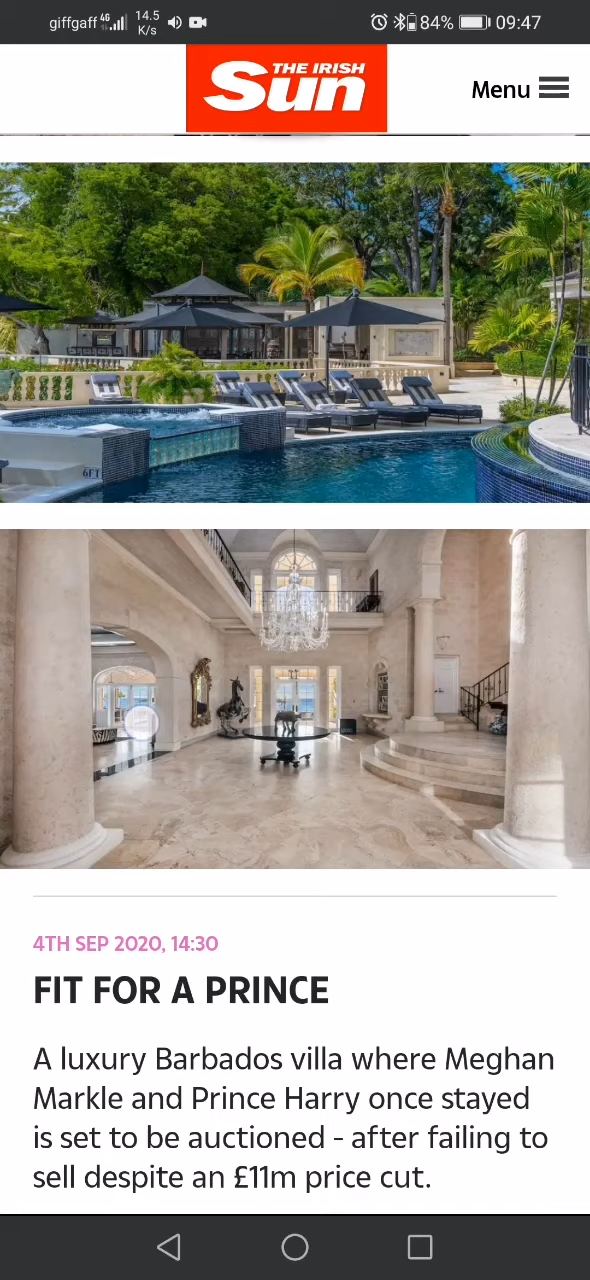 giffgaff 4G 14.5 K/s 84% 09:47
THE IRISH
Sun
Menu
6FT
4TH SEP 2020, 14:30
FIT FOR A PRINCE
A luxury Barbados villa where Meghan
Markle and Prince Harry once stayed
is set to be auctioned - after failing to
sell despite an £11m price cut.